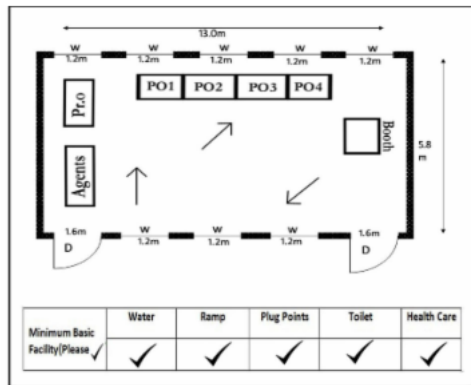 13.0m
W W W W W
1.2m 1.2m 1.2m 1.2m 1.2m
Pr.o
PO1 PO2 PO3 PO4
Booth
5.8
m
Agents
1.6m W W W 1.6m
D 1.2m 1.2m 1.2m D
Water Ramp Plug Points Toilet Health Care
Minimum Basic
Facility(Please ✓ ✓ ✓ ✓ ✓ ✓